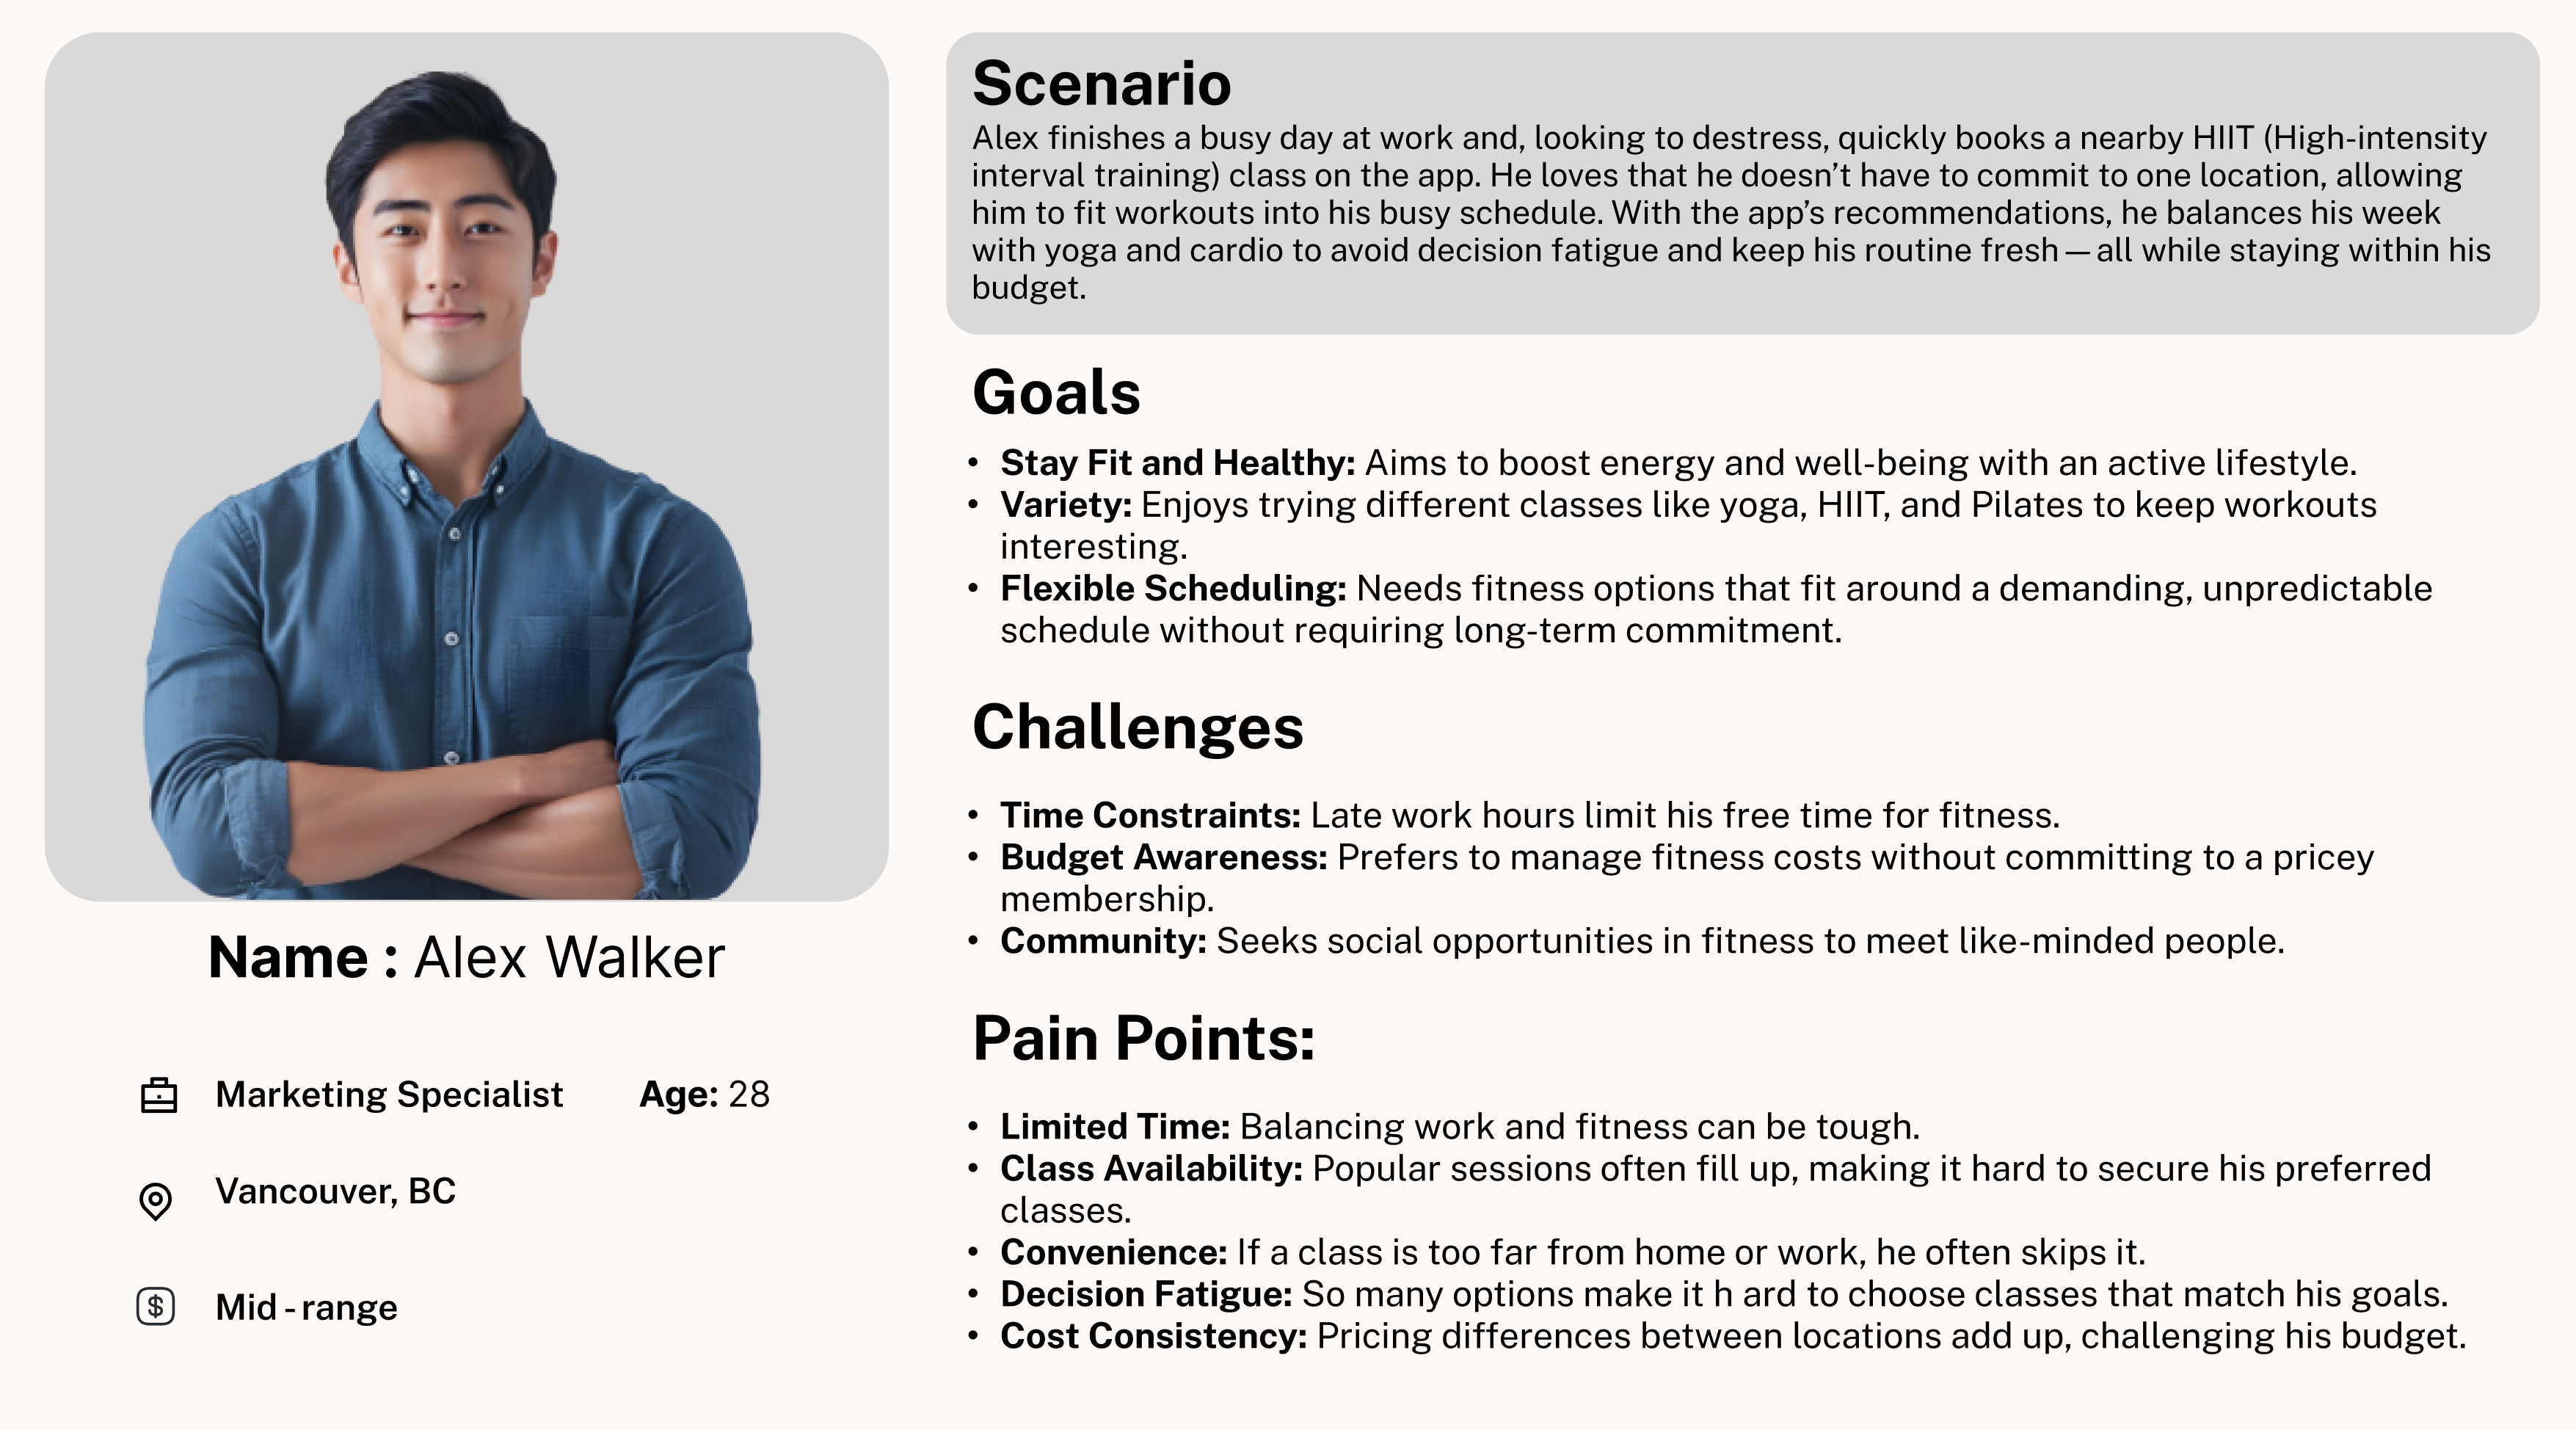 Scenario
Alex finishes a busy day at work and, looking to destress, quickly books a nearby HIIT (High-intensity
interval training) class on the app. He loves that he doesn’t have to commit to one location, allowing
him to fit workouts into his busy schedule. With the app’s recommendations, he balances his week
with yoga and cardio to avoid decision fatigue and keep his routine fresh—all while staying within his
budget.
Goals
• Stay Fit and Healthy: Aims to boost energy and well-being with an active lifestyle.
• Variety: Enjoys trying different classes like yoga, HIIT, and Pilates to keep workouts
interesting.
• Flexible Scheduling: Needs fitness options that fit around a demanding, unpredictable
schedule without requiring long-term commitment.
Challenges
• Time Constraints: Late work hours limit his free time for fitness.
• Budget Awareness: Prefers to manage fitness costs without committing to a pricey
membership.
• Community: Seeks social opportunities in fitness to meet like-minded people.
Pain Points:
• Limited Time: Balancing work and fitness can be tough.
• Class Availability: Popular sessions often fill up, making it hard to secure his preferred
classes.
• Convenience: If a class is too far from home or work, he often skips it.
• Decision Fatigue: So many options make it h ard to choose classes that match his goals.
• Cost Consistency: Pricing differences between locations add up, challenging his budget.
Name : Alex Walker
Marketing Specialist Age: 28
Vancouver, BC
$ Mid - range